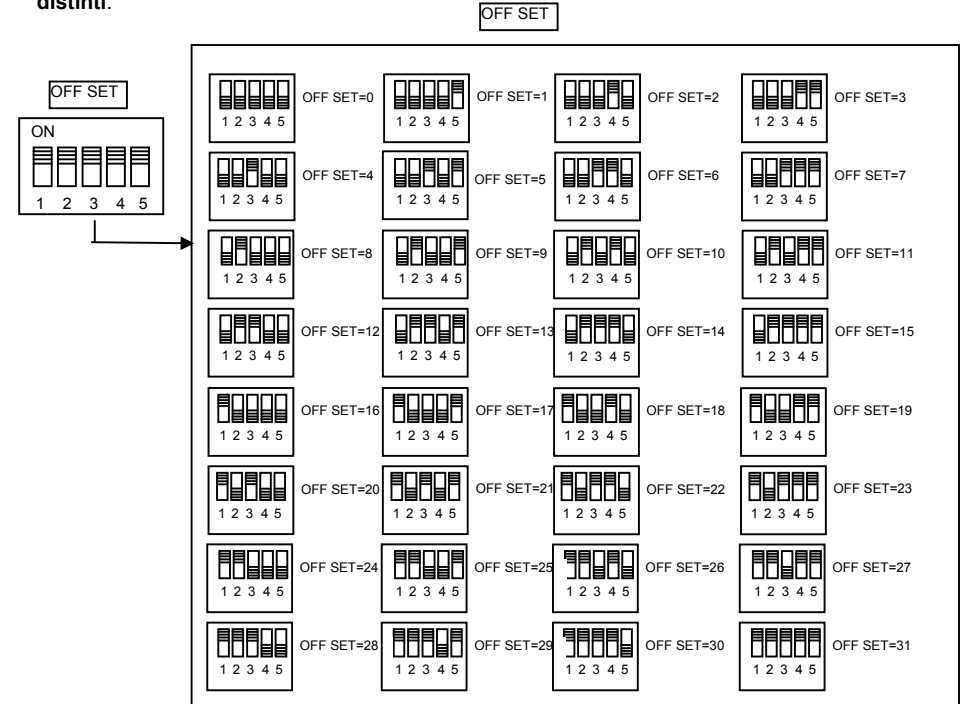 distinti.
OFF SET
OFF SET
ON
1 2 3 4 5
OFF SET=0 OFF SET=1 OFF SET=2 OFF SET=3
1 2 3 4 5 1 2 3 4 5 1 2 3 4 5 1 2 3 4 5
OFF SET=4 OFF SET=5 OFF SET=6 OFF SET=7
1 2 3 4 5 1 2 3 4 5 1 2 3 4 5 1 2 3 4 5
OFF SET=8 OFF SET=9 OFF SET=10 OFF SET=11
1 2 3 4 5 1 2 3 4 5 1 2 3 4 5 1 2 3 4 5
OFF SET=12 OFF SET=13 OFF SET=14 OFF SET=15
1 2 3 4 5 1 2 3 4 5 1 2 3 4 5 1 2 3 4 5
OFF SET=16 OFF SET=17 OFF SET=18 OFF SET=19
1 2 3 4 5 1 2 3 4 5 1 2 3 4 5 1 2 3 4 5
OFF SET=20 OFF SET=21 OFF SET=22 OFF SET=23
1 2 3 4 5 1 2 3 4 5 1 2 3 4 5 1 2 3 4 5
OFF SET=24 OFF SET=25 OFF SET=26 OFF SET=27
1 2 3 4 5 1 2 3 4 5 1 2 3 4 5 1 2 3 4 5
OFF SET=28 OFF SET=29 OFF SET=30 OFF SET=31
1 2 3 4 5 1 2 3 4 5 1 2 3 4 5 1 2 3 4 5